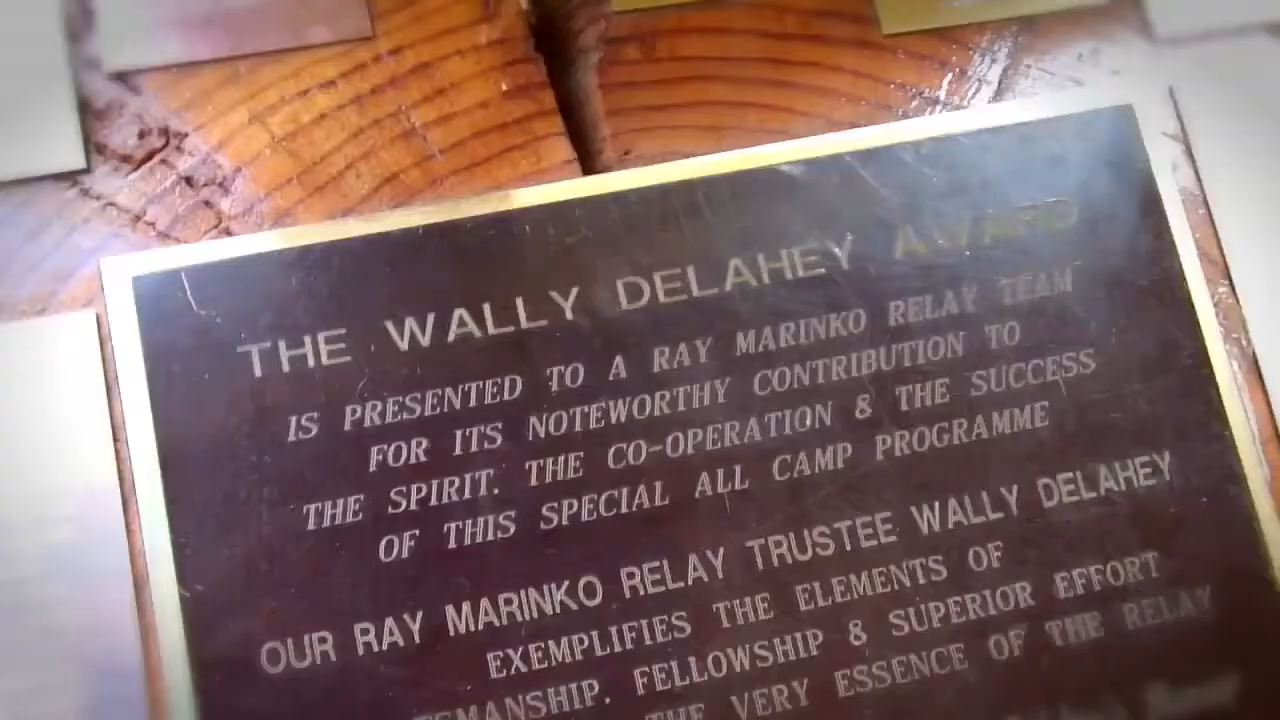 THE WALLY DELAHEY AWARD
IS PRESENTED TO A RAY MARINKO RELAY TEAM
FOR ITS NOTEWORTHY CONTRIBUTION TO
THE SPIRIT. THE CO-OPERATION & THE SUCCESS
OF THIS SPECIAL ALL CAMP PROGRAMME
OUR RAY MARINKO RELAY TRUSTEE WALLY DELAHEY
EXEMPLIFIES THE ELEMENTS OF
FELLOWSHIP & SUPERIOR EFFORT
THE VERY ESSENCE OF THE RELAY